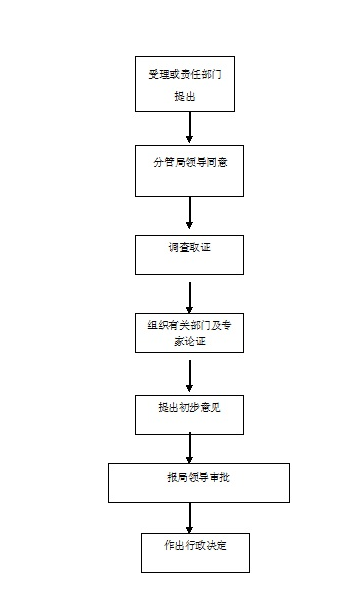 受理或责任部门
提出
分管局领导同意
调查取证
组织有关部门及专
家论证
提出初步意见
报局领导审批
作出行政决定